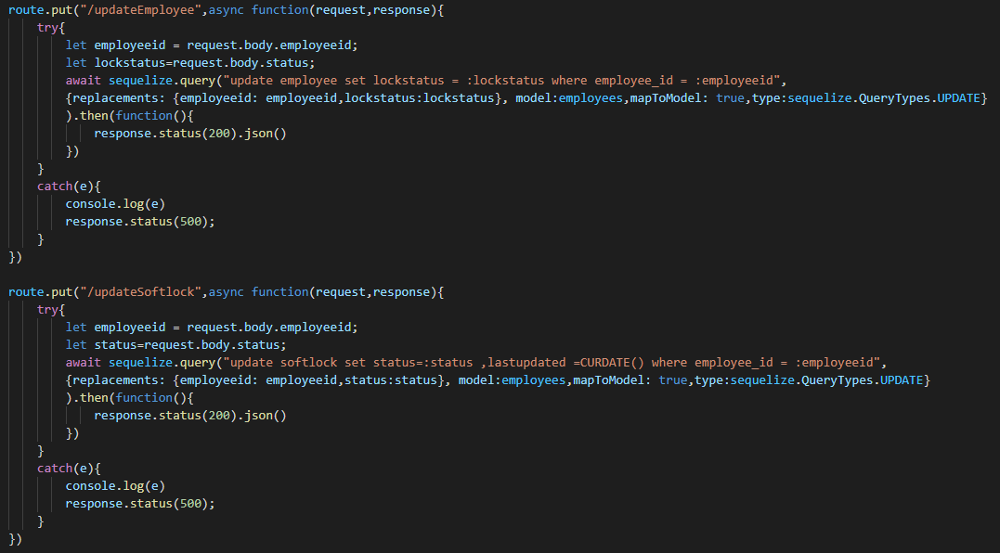 route.put("/updateEmployee",async function(request,response){
    try{
        let employeeid = request.body.employeeid;
        let lockstatus=request.body.status;
        await sequelize.query("update employee set lockstatus = :lockstatus where employee_id = :employeeid",
        {replacements: {employeeid: employeeid,lockstatus:lockstatus}, model:employees,mapToModel: true,type:sequelize.QueryTypes.UPDATE}
        ).then(function(){
            response.status(200).json()
        })
    }
    catch(e){
        console.log(e)
        response.status(500);
    }
})

route.put("/updateSoftlock",async function(request,response){
    try{
        let employeeid = request.body.employeeid;
        let status=request.body.status;
        await sequelize.query("update softlock set status=:status ,lastupdated =CURDATE() where employee_id = :employeeid",
        {replacements: {employeeid: employeeid,status:status}, model:employees,mapToModel: true,type:sequelize.QueryTypes.UPDATE}
        ).then(function(){
            response.status(200).json()
        })
    }
    catch(e){
        console.log(e)
        response.status(500);
    }
})